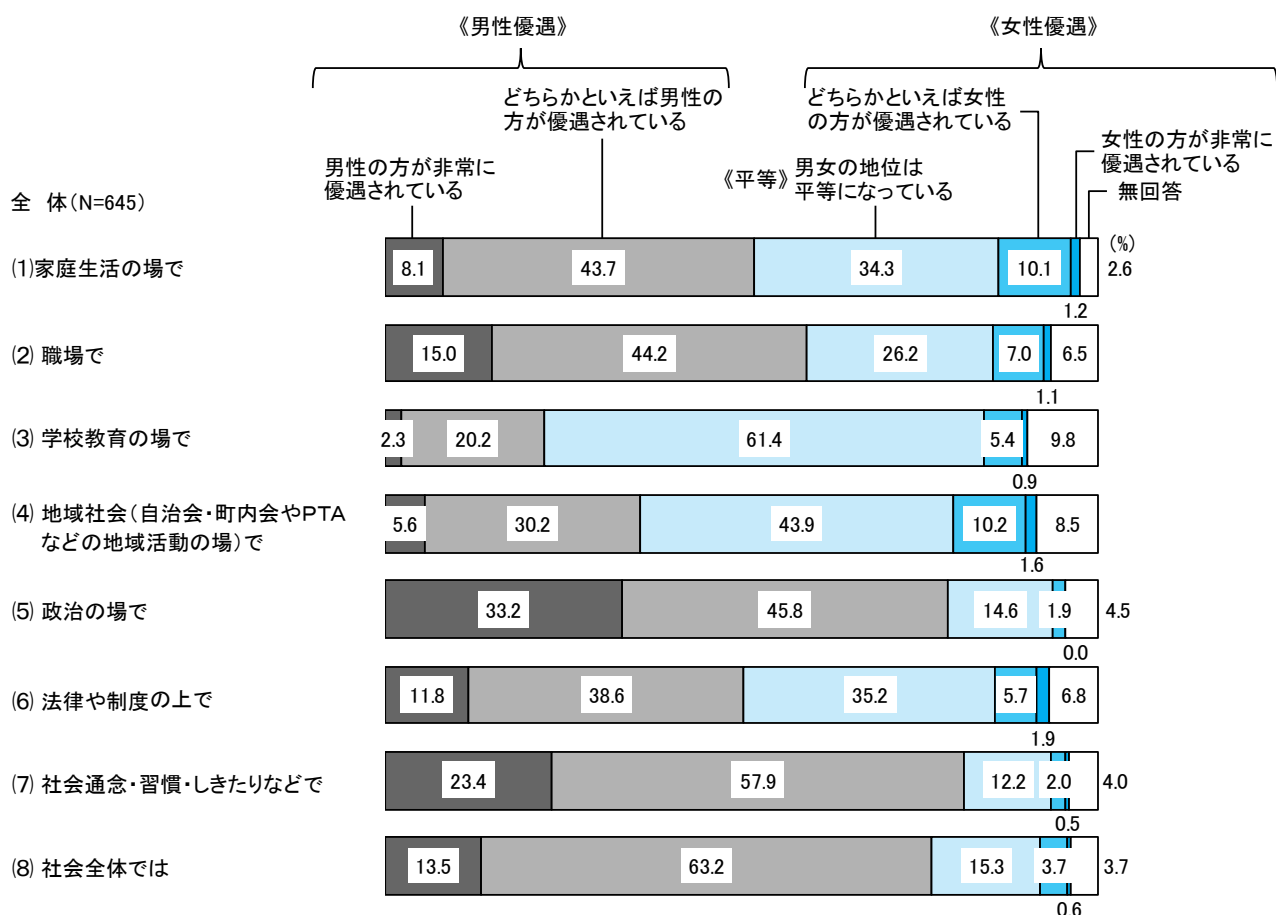 《男性優遇》
《女性優遇》
どちらかといえば男性の
方が優遇されている
どちらかといえば女性
の方が優遇されている
男性の方が非常に
優遇されている
《平等》
男女の地位は
平等になっている
女性の方が非常に
優遇されている
無回答
全 体(N=645)
(%)
⑴家庭生活の場で
8.1
43.7
34.3
10.1
1.2
2.6
⑵ 職場で
15.0
44.2
26.2
7.0
1.1
6.5
⑶ 学校教育の場で
2.3
20.2
61.4
5.4
0.9
9.8
⑷ 地域社会(自治会・町内会やPTA
などの地域活動の場)で
5.6
30.2
43.9
10.2
1.6
8.5
⑸ 政治の場で
33.2
45.8
14.6
1.9
0.0
4.5
⑹ 法律や制度の上で
11.8
38.6
35.2
5.7
1.9
6.8
⑺ 社会通念・習慣・しきたりなどで
23.4
57.9
12.2
2.0
0.5
4.0
⑻ 社会全体では
13.5
63.2
15.3
3.7
0.6
3.7